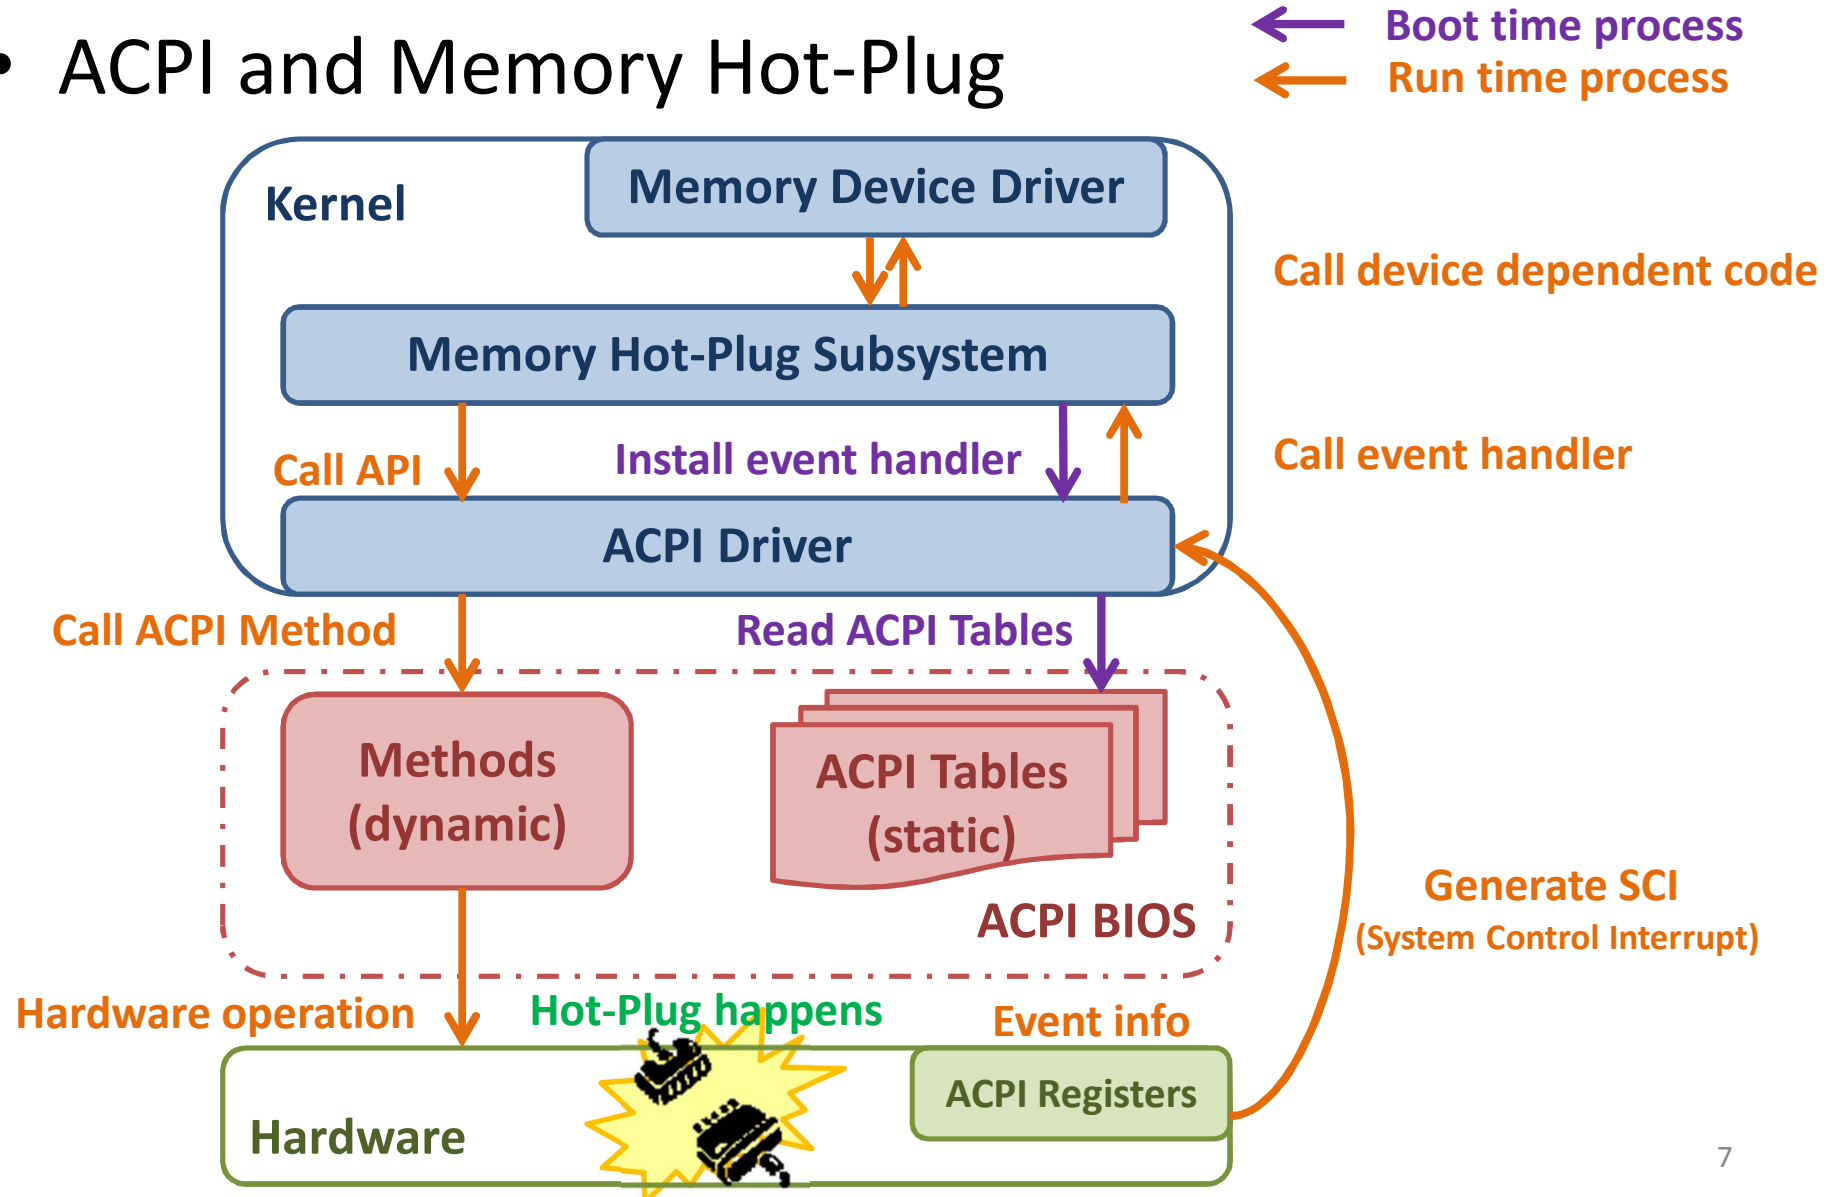 • ACPI and Memory Hot-Plug
Boot time process
Run time process
Kernel
Memory Device Driver
Call device dependent code
Memory Hot-Plug Subsystem
Call API
Install event handler
Call event handler
ACPI Driver
Call ACPI Method
Read ACPI Tables
Methods
(dynamic)
ACPI Tables
(static)
ACPI BIOS
Generate SCI
(System Control Interrupt)
Hardware operation
Hot-Plug happens
Event info
ACPI Registers
Hardware
7